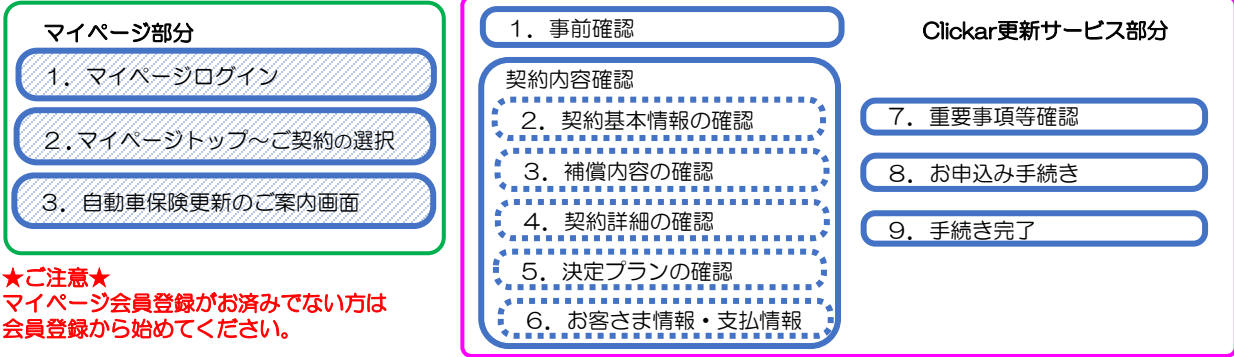 マイページ部分
1．マイページログイン
2．マイページトップ～ご契約の選択
3．自動車保険更新のご案内画面
★ご注意★
マイページ会員登録がお済みでない方は
会員登録から始めてください。
1．事前確認
契約内容確認
2．契約基本情報の確認
3．補償内容の確認
4．契約詳細の確認
5．決定プランの確認
6．お客さま情報・支払情報
Clickar更新サービス部分
7．重要事項等確認
8．お申込み手続き
9．手続き完了